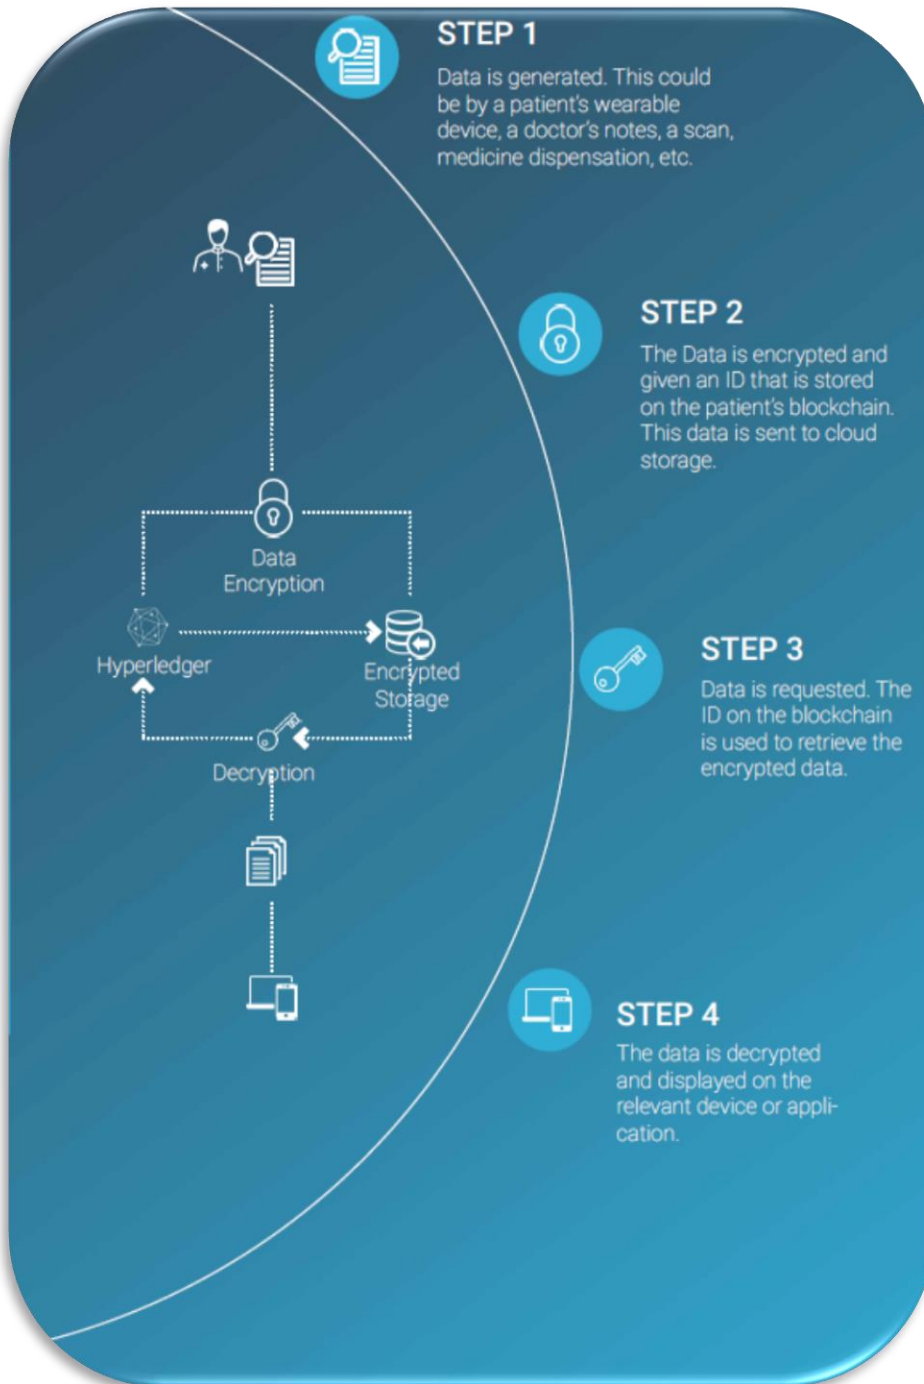 STEP 1
Data is generated. This could
be by a patient's wearable
device, a doctor's notes, a scan,
medicine dispensation, etc.
STEP 2
The Data is encrypted and
given an ID that is stored
on the patient's blockchain.
This data is sent to cloud
storage.
Data
Encryption
Hyperledger
Encrypted
Storage
Decryption
STEP 3
Data is requested. The
ID on the blockchain
is used to retrieve the
encrypted data.
STEP 4
The data is decrypted
and displayed on the
relevant device or appli-
cation.